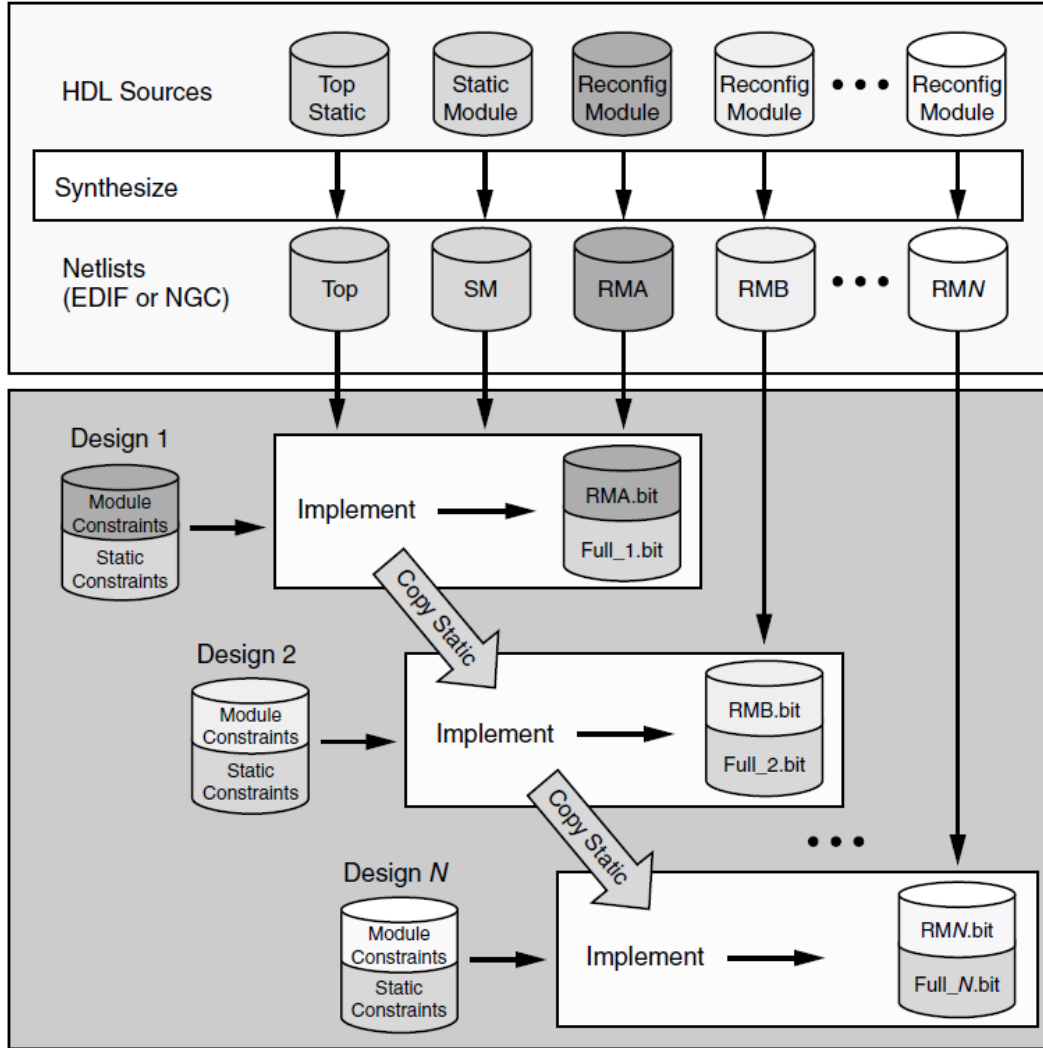 HDL Sources
Top
Static
Static
Module
Reconfig
Module
Reconfig
Module
Reconfig
Module
Synthesize
Netlists
(EDIF or NGC)
Top
SM
RMA
RMB
RMN
Design 1
Module
Constraints
Static
Constraints
Implement
RMA.bit
Full_1.bit
Copy Static
Design 2
Module
Constraints
Static
Constraints
Implement
RMB.bit
Full_2.bit
Copy Static
Design N
Module
Constraints
Static
Constraints
Implement
RMN.bit
Full_N.bit